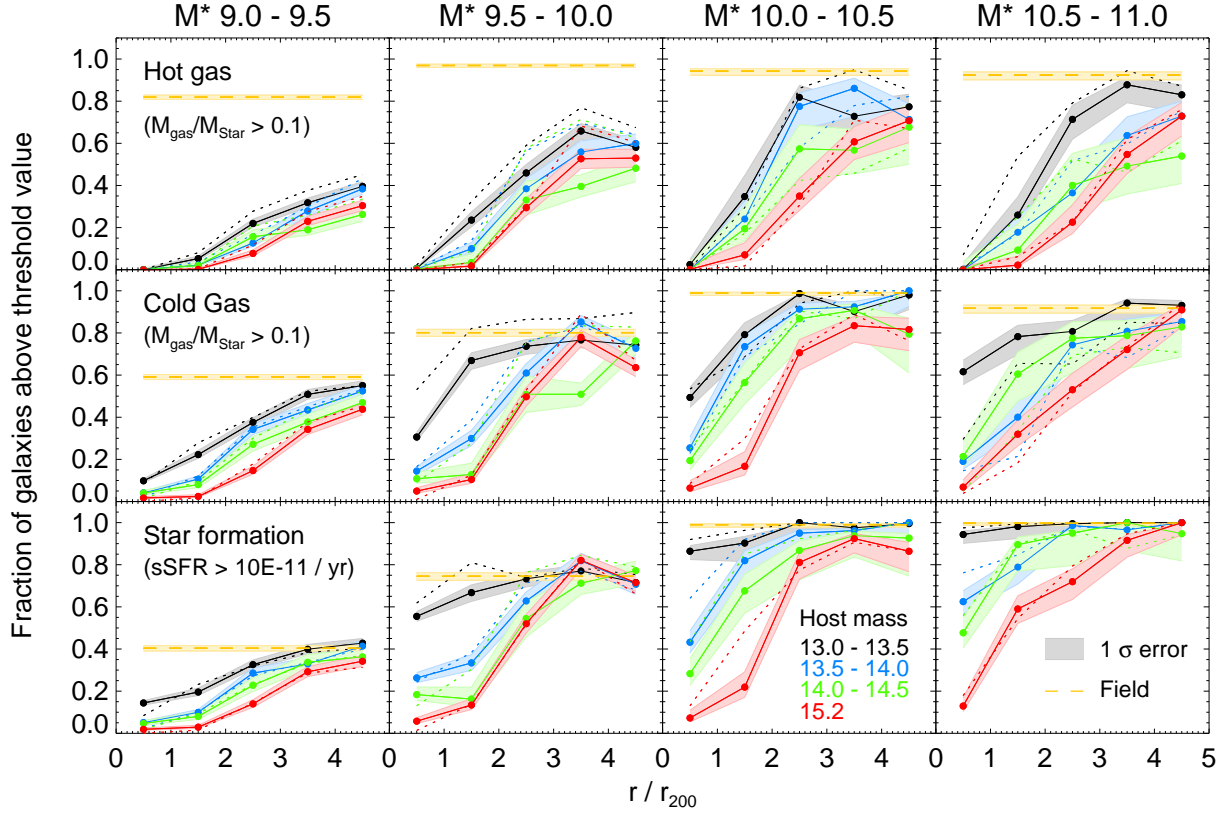 M* 9.0 - 9.5 M* 9.5 - 10.0 M* 10.0 - 10.5 M* 10.5 - 11.0
Fraction of galaxies above threshold value
1.0
0.8
0.6
0.4
0.2
0.0
Hot gas
(Mgas/MStar > 0.1)
1.0
0.8
0.6
0.4
0.2
0.0
Cold Gas
(Mgas/MStar > 0.1)
1.0
0.8
0.6
0.4
0.2
0.0
Star formation
(sSFR > 10E-11 / yr)
Host mass
13.0 - 13.5
13.5 - 14.0
14.0 - 14.5
15.2
1 σ error
Field
0 1 2 3 4 0 1 2 3 4 0 1 2 3 4 0 1 2 3 4 5
r / r200